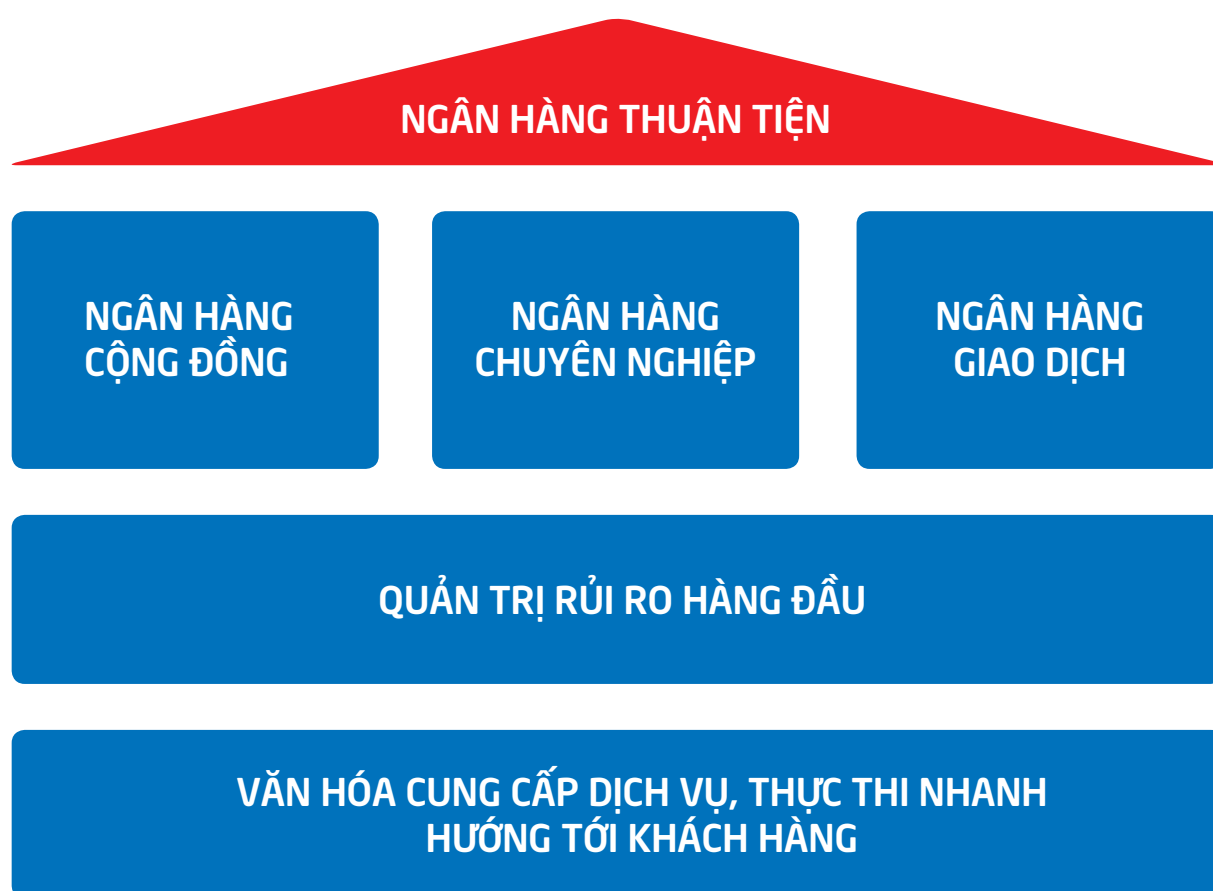 NGÂN HÀNG THUẬN TIỆN
NGÂN HÀNG
CỘNG ĐỒNG
NGÂN HÀNG
CHUYÊN NGHIỆP
NGÂN HÀNG
GIAO DỊCH
QUẢN TRỊ RỦI RO HÀNG ĐẦU
VĂN HÓA CUNG CẤP DỊCH VỤ, THỰC THI NHANH
HƯỚNG TỚI KHÁCH HÀNG